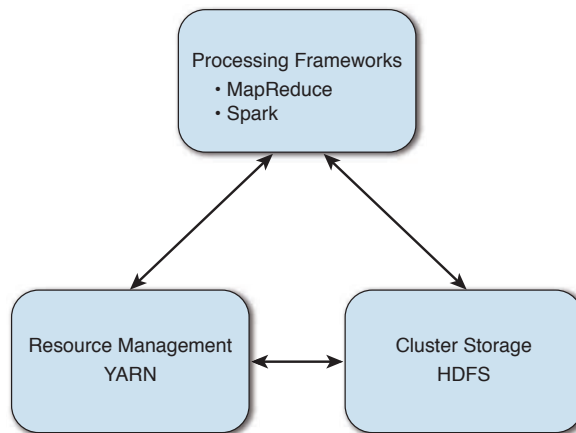 Processing Frameworks
• MapReduce
• Spark
Resource Management
YARN
Cluster Storage
HDFS